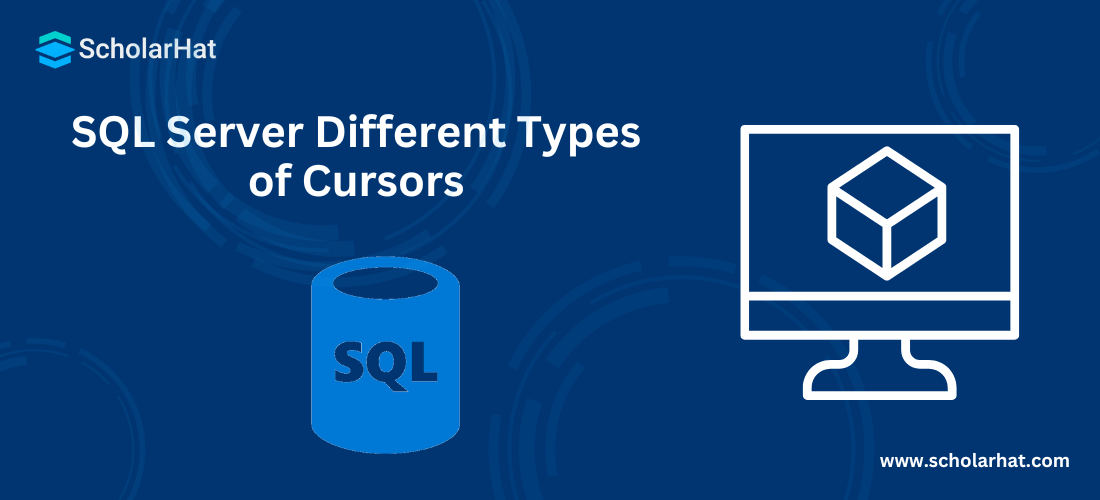 ScholarHat
SQL Server Different Types
of Cursors
SQL
www.scholarhat.com